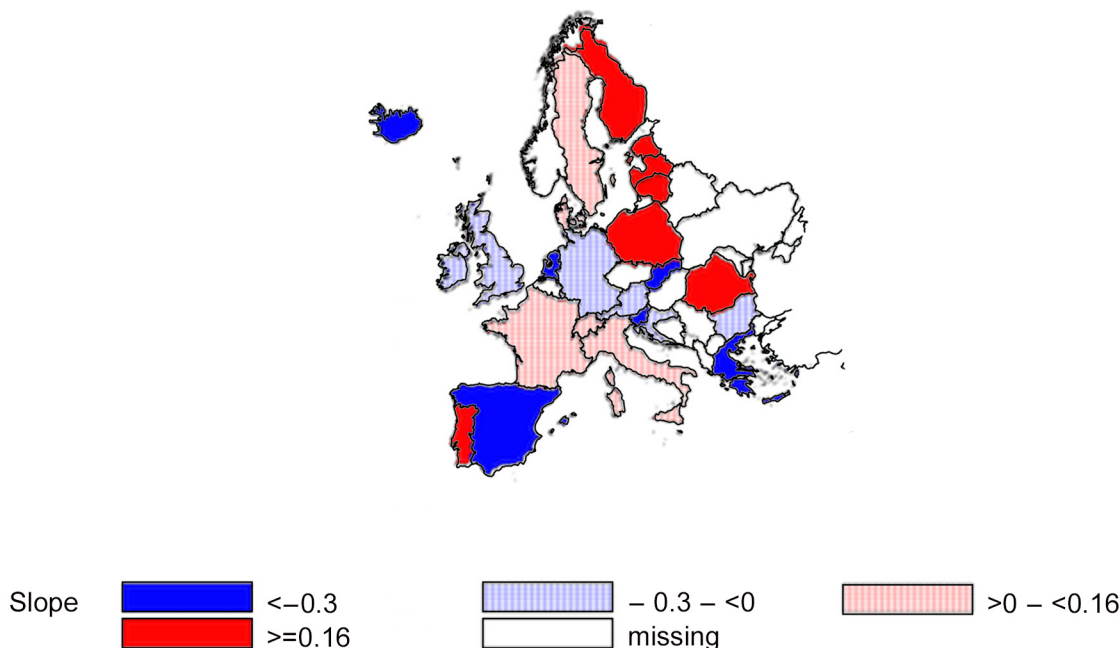 Slope <−0.3 − 0.3 − <0 >0 − <0.16
>=0.16 missing